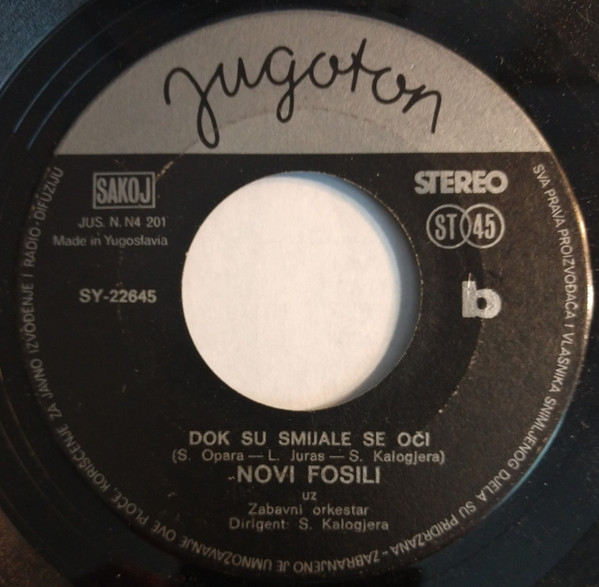 jugoton
SAKOJ
STEREO
JUS. N. N4 201
ST 45
Made in Yugoslavia
SY-22645
b
DOK SU SMIJALE SE OČI
(S. Opara — L. Juras — S. Kalogjera)
NOVI FOSILI
uz
Zabavni orkestar
Dirigent: S. Kalogjera
SVA PRAVA PROIZVOĐAČA I VLASNIKA SNIMLJENOG DJELA SU PRIDRŽANA - ZABRANJENO JE UMNOŽAVANJE OVE PLOČE, KORIŠĆENJE ZA JAVNO IZVOĐENJE I RADIO-DIFUZIJU